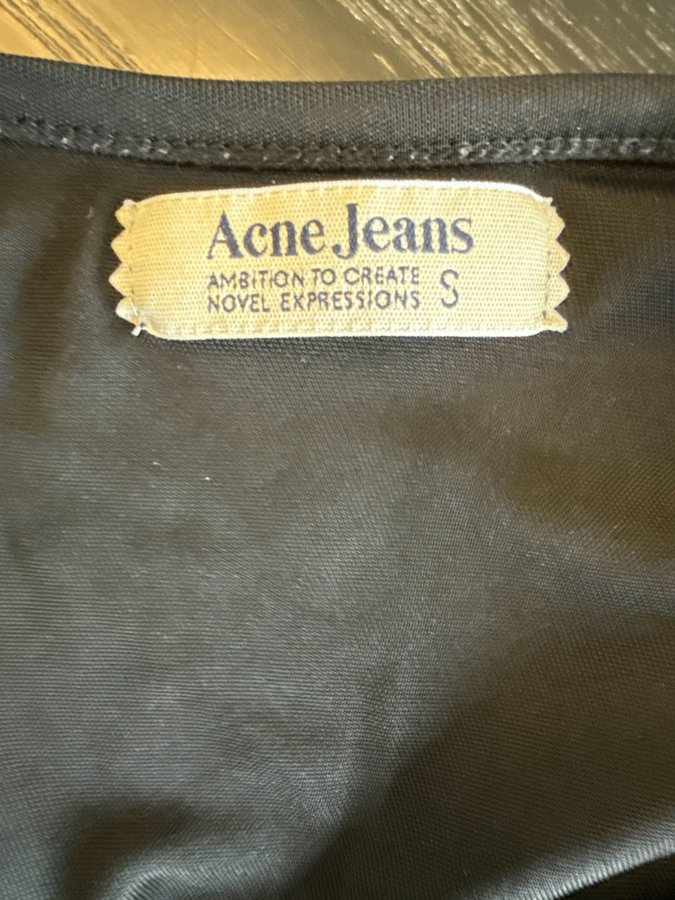 Acne Jeans
AMBITION TO CREATE
NOVEL EXPRESSIONS S